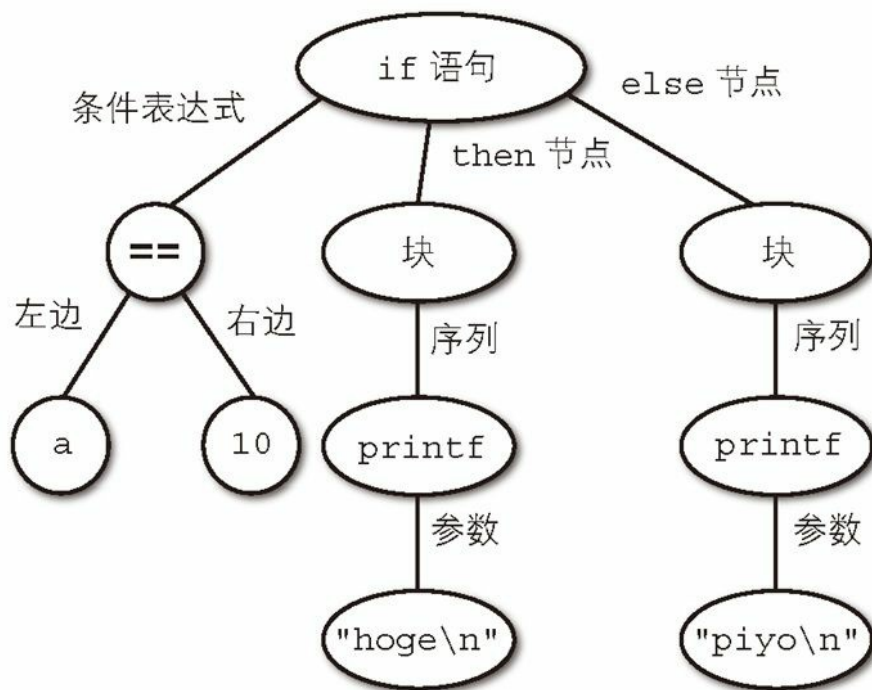 if 语句
条件表达式
else 节点
then 节点
==
块
块
左边
右边
序列
序列
a
10
printf
printf
参数
参数
"hoge\n"
"piyo\n"